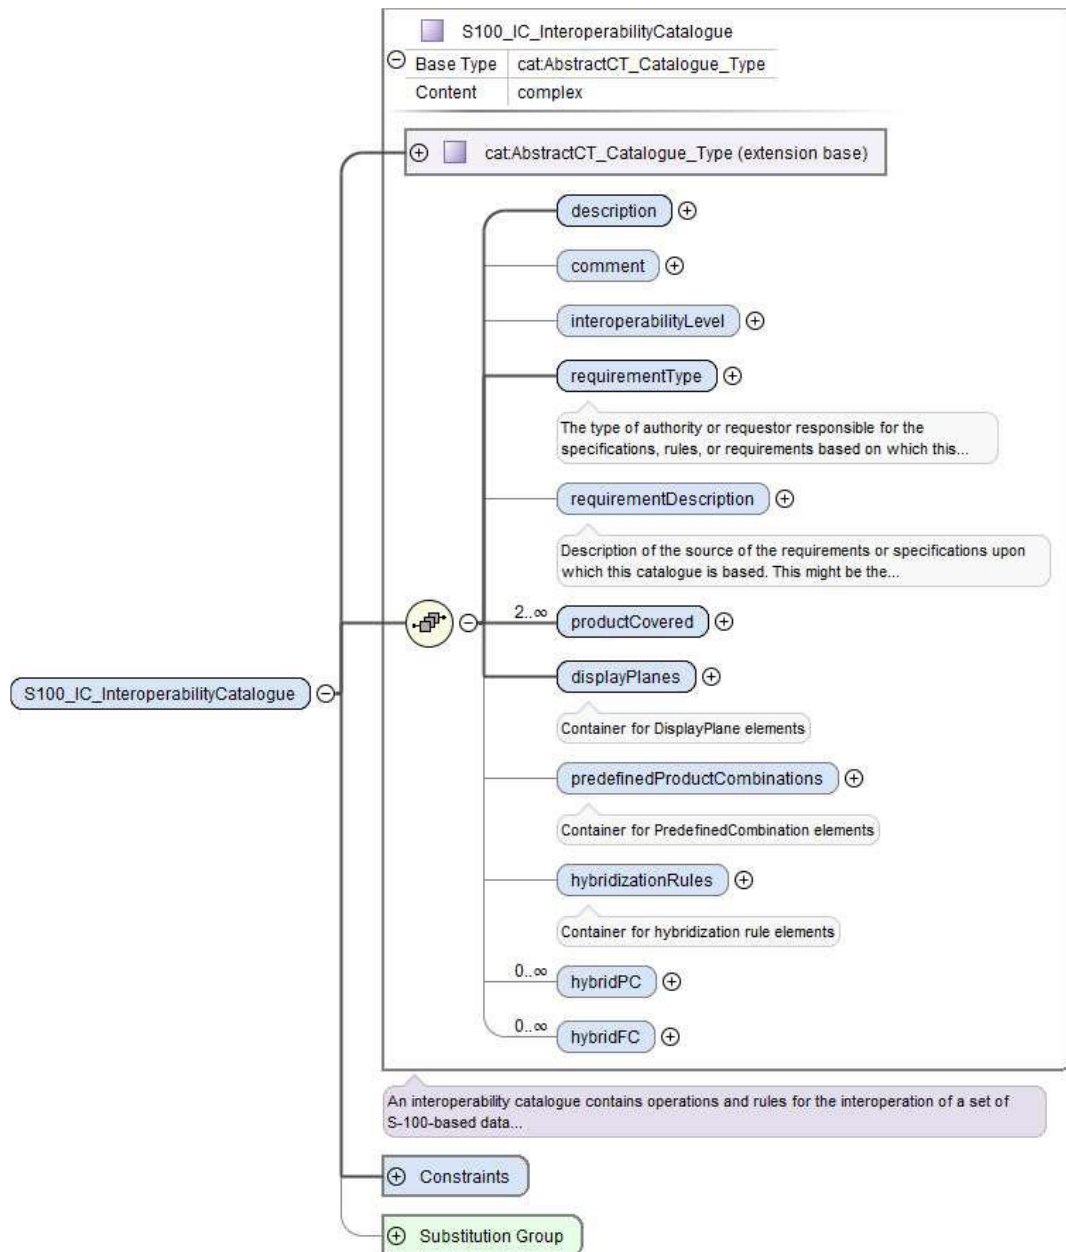 S100_IC_InteroperabilityCatalogue
Base Type cat:AbstractCT_Catalogue_Type
Content complex
cat:AbstractCT_Catalogue_Type (extension base)
description
comment
interoperabilityLevel
requirementType
The type of authority or requestor responsible for the
specifications, rules, or requirements based on which this...
requirementDescription
Description of the source of the requirements or specifications upon
which this catalogue is based. This might be the...
2..∞
productCovered
S100_IC_InteroperabilityCatalogue
displayPlanes
Container for DisplayPlane elements
predefinedProductCombinations
Container for PredefinedCombination elements
hybridizationRules
Container for hybridization rule elements
0..∞
hybridPC
0..∞
hybridFC
An interoperability catalogue contains operations and rules for the interoperation of a set of
S-100-based data...
Constraints
Substitution Group